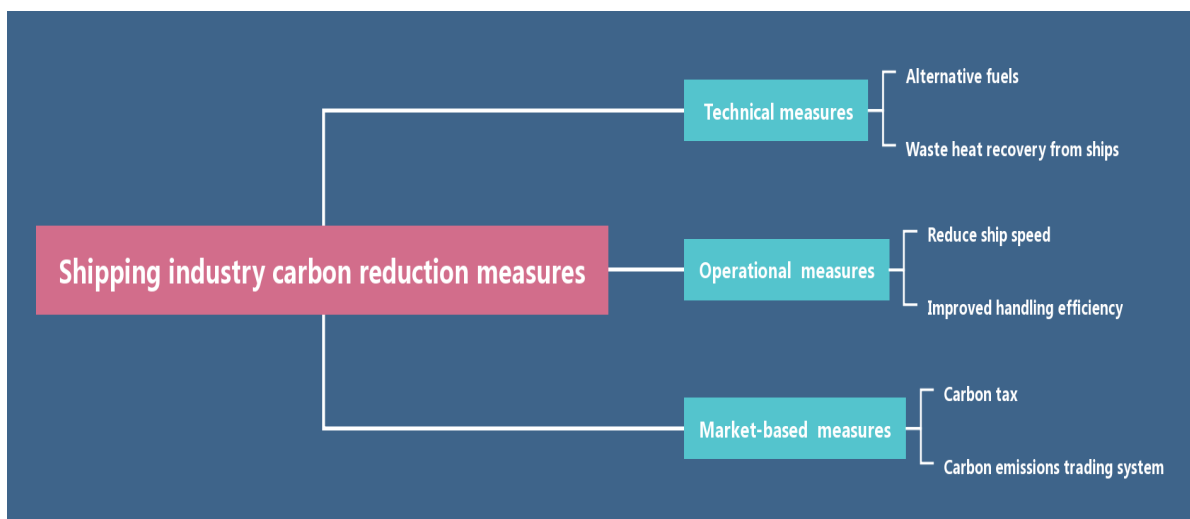 Shipping industry carbon reduction measures
Technical measures
Alternative fuels
Waste heat recovery from ships
Operational measures
Reduce ship speed
Improved handling efficiency
Market-based measures
Carbon tax
Carbon emissions trading system